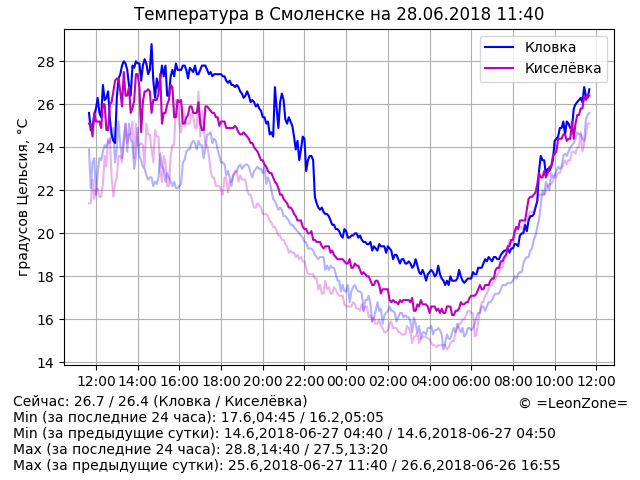 Температура в Смоленске на 28.06.2018 11:40
Кловка
Киселёвка
градусов Цельсия, °C
28
26
24
22
20
18
16
14
12:00 14:00 16:00 18:00 20:00 22:00 00:00 02:00 04:00 06:00 08:00 10:00 12:00
© =LeonZone=
Сейчас: 26.7 / 26.4 (Кловка / Киселёвка)
Min (за последние 24 часа): 17.6,04:45 / 16.2,05:05
Min (за предыдущие сутки): 14.6,2018-06-27 04:40 / 14.6,2018-06-27 04:50
Max (за последние 24 часа): 28.8,14:40 / 27.5,13:20
Max (за предыдущие сутки): 25.6,2018-06-27 11:40 / 26.6,2018-06-26 16:55